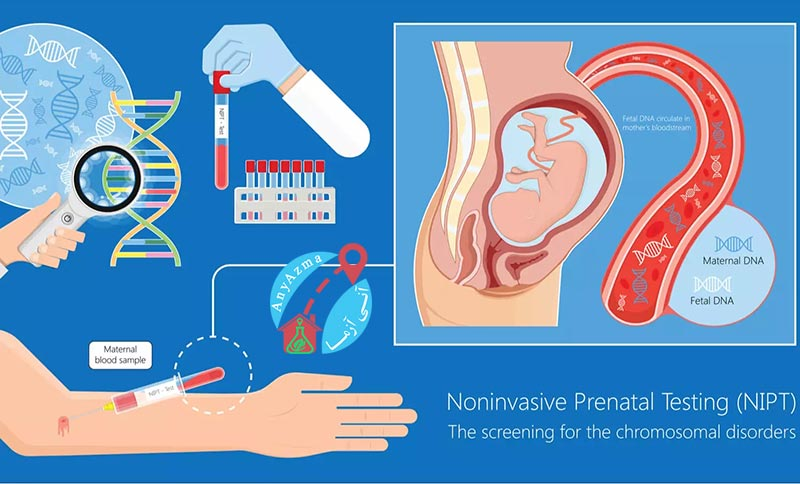 NIPT - Test
Fetal DNA circulate in
mother's bloodstream
Maternal DNA
Fetal DNA
AnyAzma
آنی آزما
Maternal
blood sample
NIPT - Test
Noninvasive Prenatal Testing (NIPT)
The screening for the chromosomal disorders